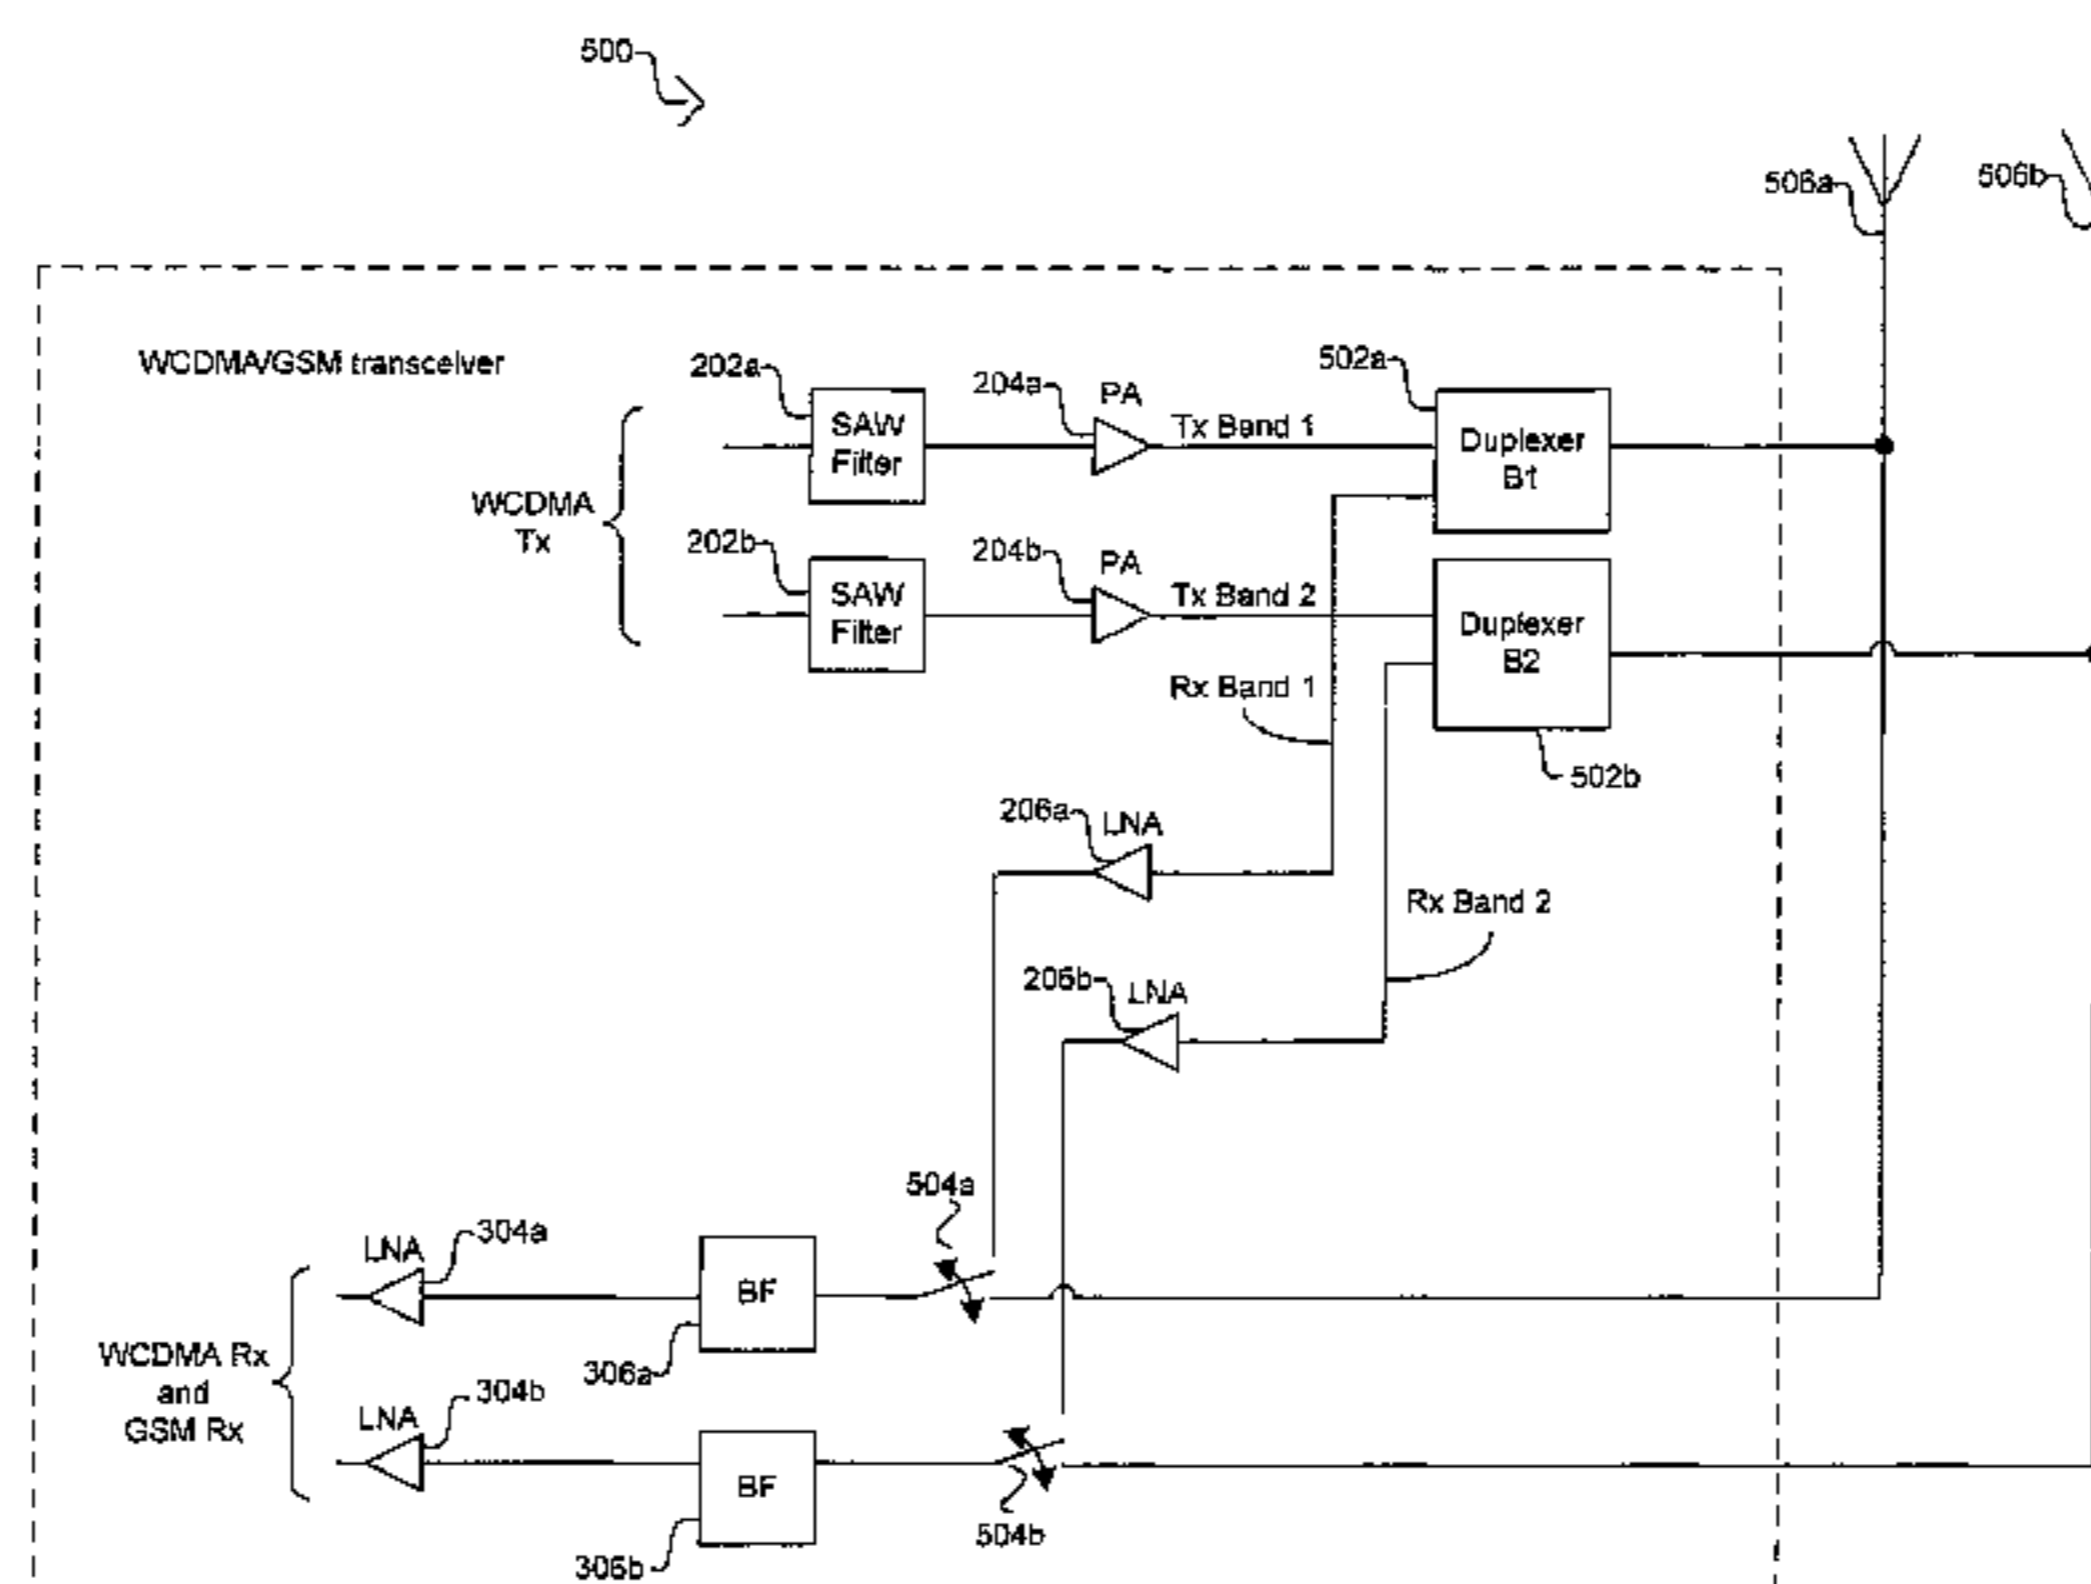 500
506a
506b
WCDMA/GSM transceiver
202a
SAW
Filter
204a
PA
Tx Band 1
502a
Duplexer
B1
WCDMA
Tx
202b
SAW
Filter
204b
PA
Tx Band 2
Duplexer
B2
502b
Rx Band 1
206a
LNA
Rx Band 2
206b
LNA
504a
LNA
304a
BF
306a
WCDMA Rx
and
GSM Rx
LNA
304b
BF
306b
504b